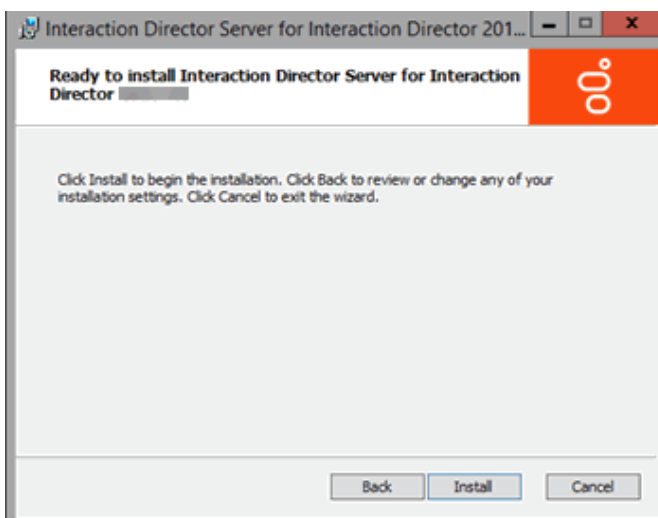 Interaction Director Server for Interaction Director 201...
Ready to install Interaction Director Server for Interaction
Director
Click Install to begin the installation. Click Back to review or change any of your
installation settings. Click Cancel to exit the wizard.
Back Install Cancel